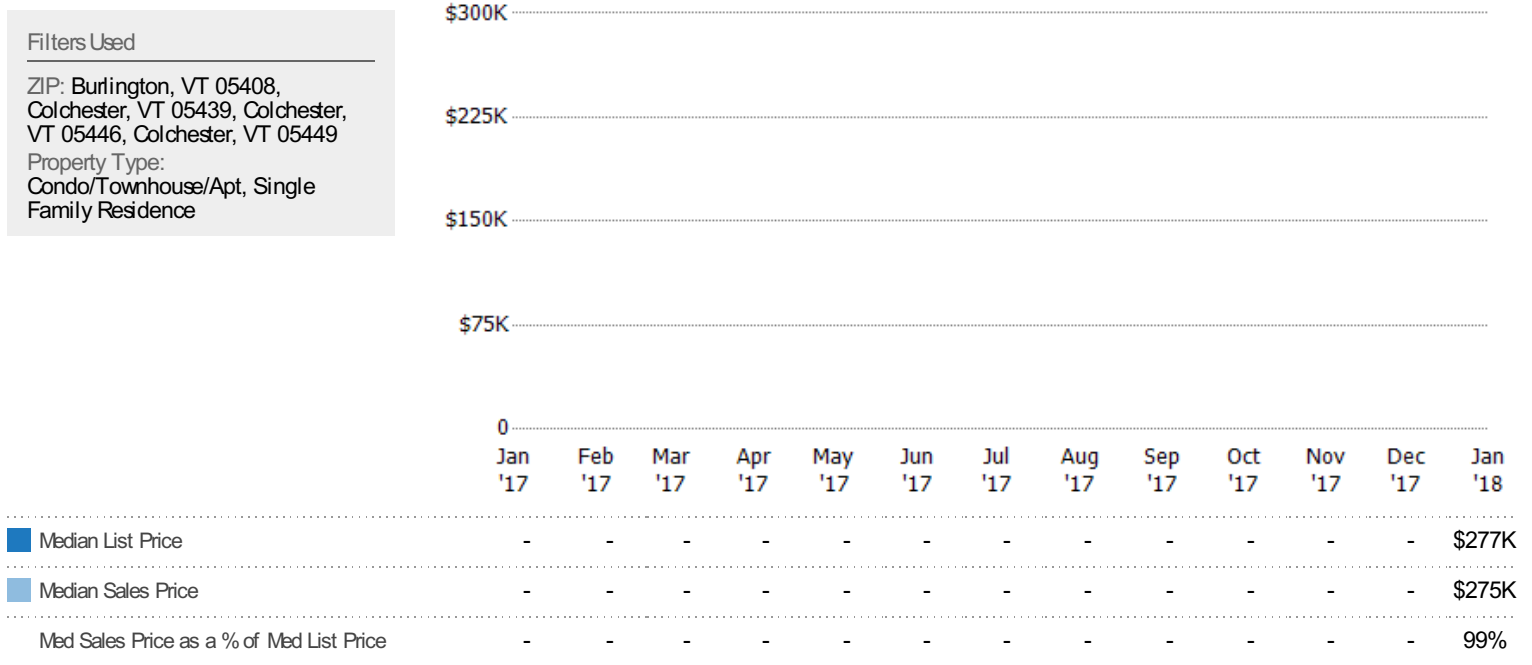 Filters Used
ZIP: Burlington, VT 05408,
Colchester, VT 05439, Colchester,
VT 05446, Colchester, VT 05449
Property Type:
Condo/Townhouse/Apt, Single
Family Residence
$300K
$225K
$150K
$75K
0
Jan Feb Mar Apr May Jun Jul Aug Sep Oct Nov Dec Jan
'17 '17 '17 '17 '17 '17 '17 '17 '17 '17 '17 '17 '18
Median List Price - - - - - - - - - - - - $277K
Median Sales Price - - - - - - - - - - - - $275K
Med Sales Price as a % of Med List Price - - - - - - - - - - - - 99%